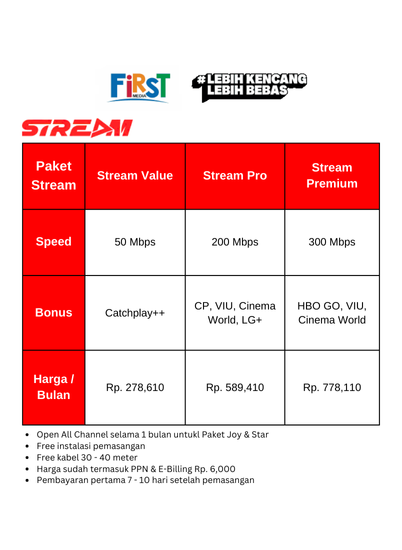 FiRST
MEDIA
#LEBIH KENCANG
LEBIH BEBAS
STREAM
Paket
Stream
Stream Value
Stream Pro
Stream
Premium
Speed
50 Mbps
200 Mbps
300 Mbps
Bonus
Catchplay++
CP, VIU, Cinema
World, LG+
HBO GO, VIU,
Cinema World
Harga /
Bulan
Rp. 278,610
Rp. 589,410
Rp. 778,110
• Open All Channel selama 1 bulan untukl Paket Joy & Star
• Free instalasi pemasangan
• Free kabel 30 - 40 meter
• Harga sudah termasuk PPN & E-Billing Rp. 6,000
• Pembayaran pertama 7 - 10 hari setelah pemasangan